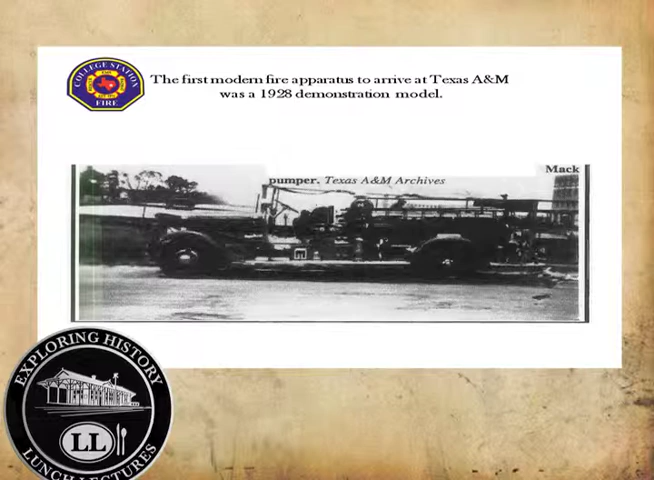 COLLEGE STATION
FIRE
The first modern fire apparatus to arrive at Texas A&M
was a 1928 demonstration model.
Mack
pumper. Texas A&M Archives
EXPLORING HISTORY
LL
LUNCH LECTURES